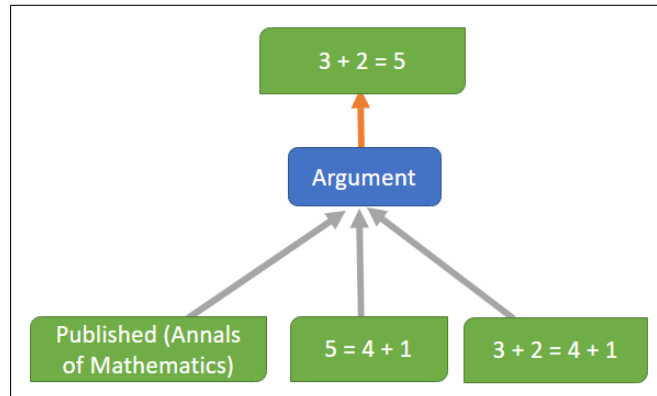 3 + 2 = 5
Argument
Published (Annals
of Mathematics)
5 = 4 + 1
3 + 2 = 4 + 1